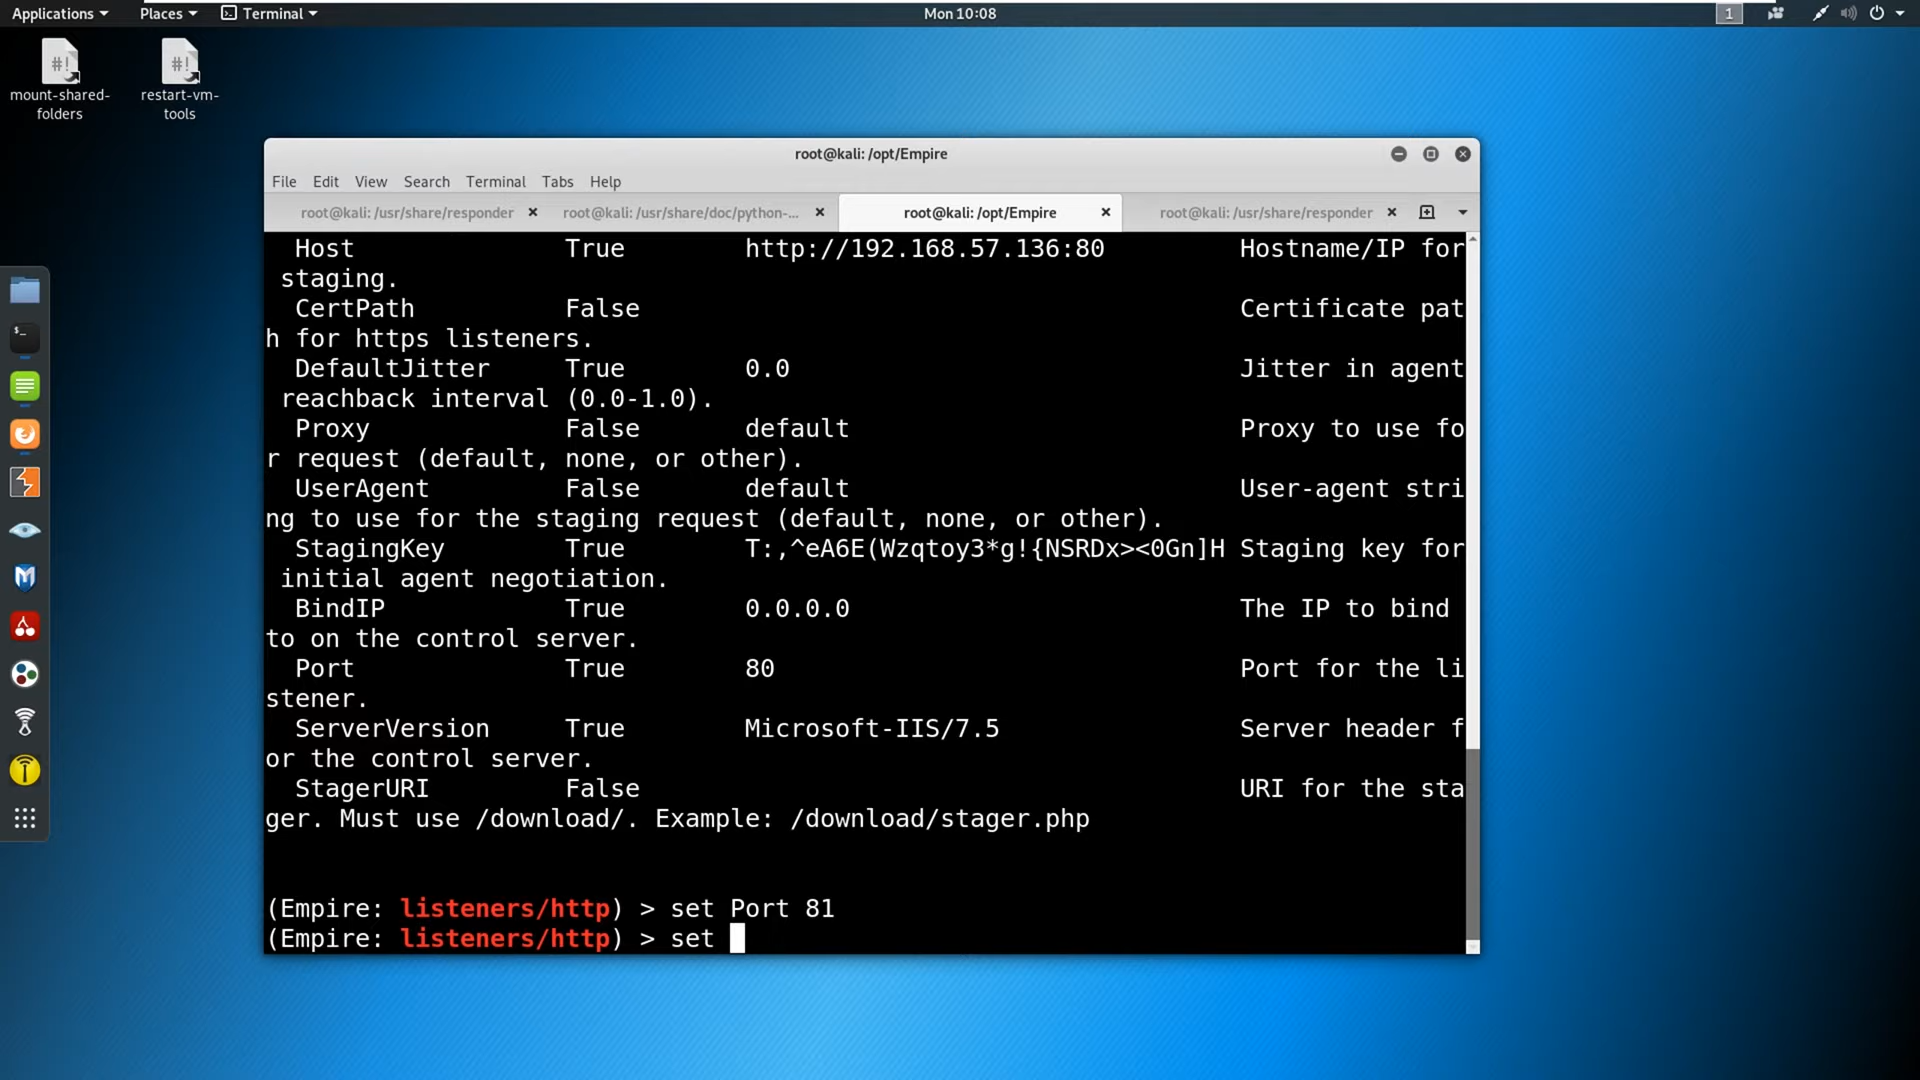 Applications Places Terminal Mon 10:08 1
mount-shared-
folders
restart-vm-
tools
root@kali: /opt/Empire
File Edit View Search Terminal Tabs Help
root@kali: /usr/share/responder root@kali: /usr/share/doc/python-... root@kali: /opt/Empire root@kali: /usr/share/responder
Host True http://192.168.57.136:80 Hostname/IP for
staging.
CertPath False Certificate pat
h for https listeners.
DefaultJitter True 0.0 Jitter in agent
reachback interval (0.0-1.0).
Proxy False default Proxy to use fo
r request (default, none, or other).
UserAgent False default User-agent stri
ng to use for the staging request (default, none, or other).
StagingKey True T:,^eA6E(Wzqtoy3*g!{NSRDx><0Gn]H Staging key for
initial agent negotiation.
BindIP True 0.0.0.0 The IP to bind
to on the control server.
Port True 80 Port for the li
stener.
ServerVersion True Microsoft-IIS/7.5 Server header f
or the control server.
StagerURI False URI for the sta
ger. Must use /download/. Example: /download/stager.php
(Empire: listeners/http) > set Port 81
(Empire: listeners/http) > set